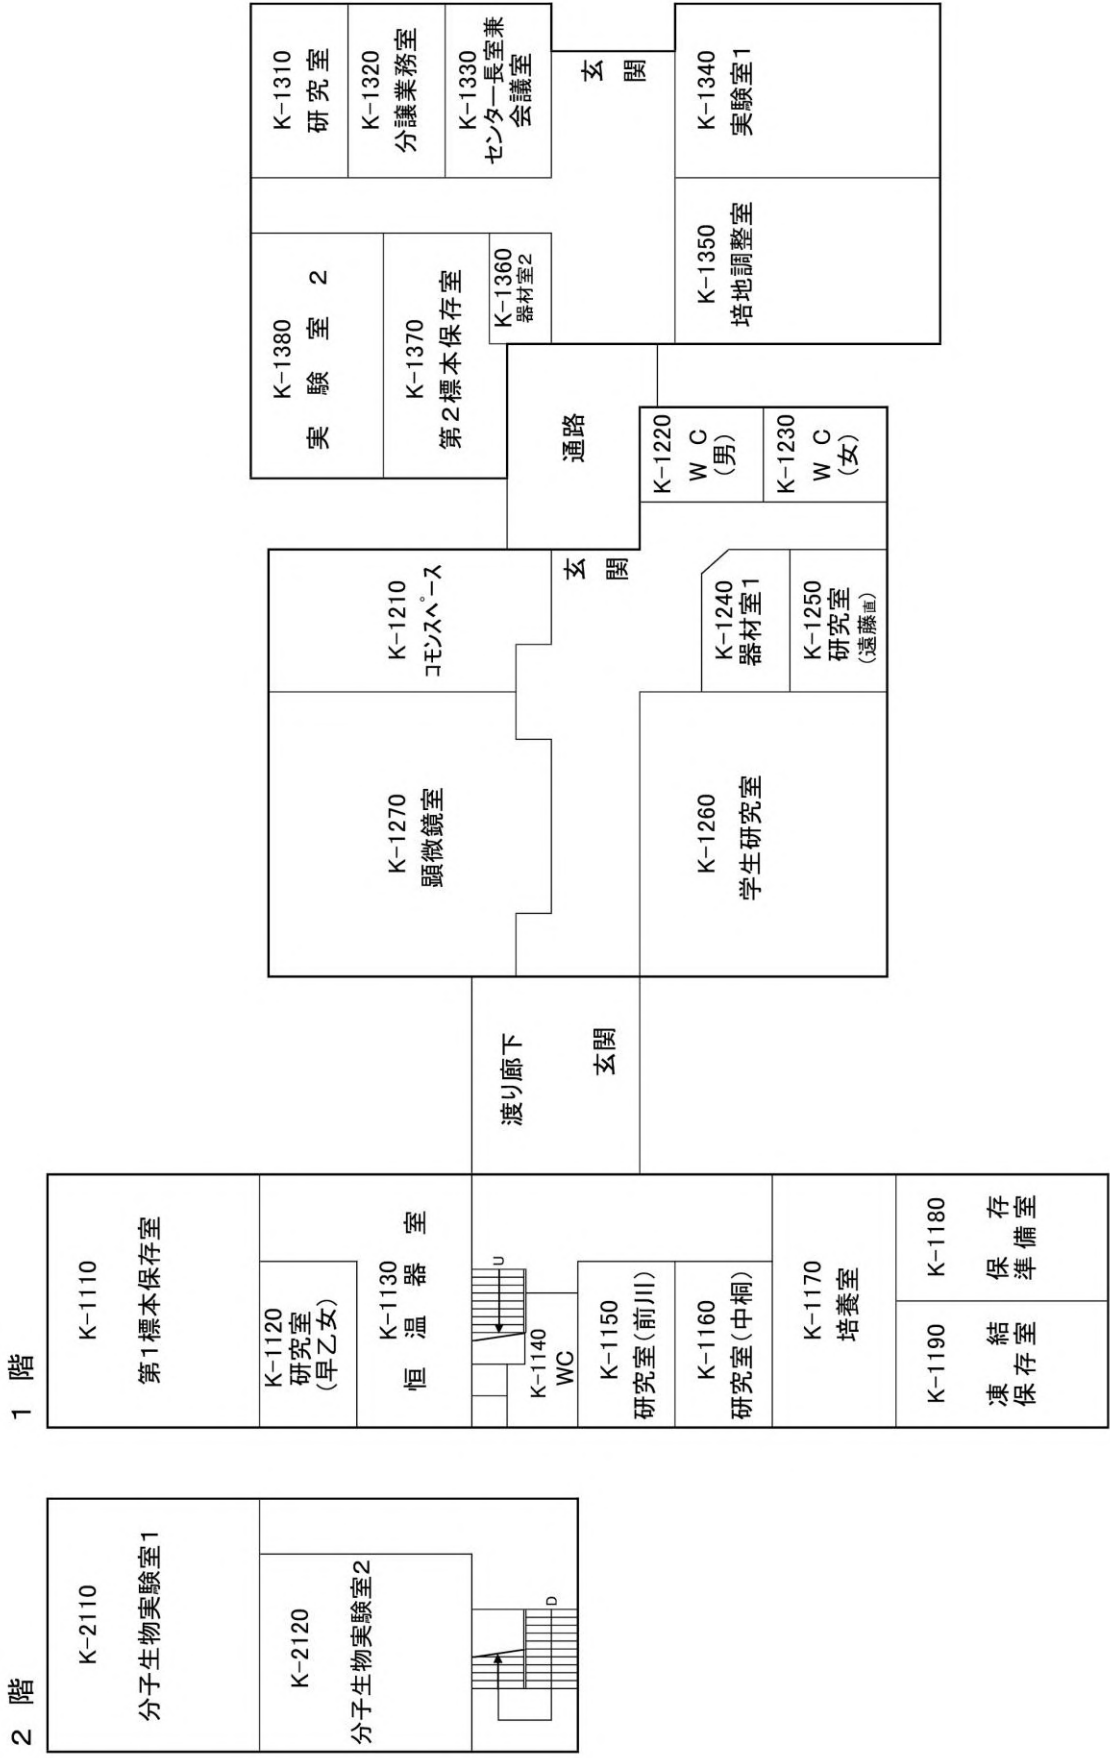 2 階
K-2110
分子生物実験室1
K-2120
分子生物実験室2
D
1 階
K-1110
第1標本保存室
K-1120
研究室
(早乙女)
K-1130
恒 温 器 室
U
K-1140
WC
K-1150
研究室(前川)
K-1160
研究室(中桐)
K-1170
培養室
K-1180
保 存
準 備 室
K-1190
凍 結
保 存 室
渡り廊下
玄関
K-1270
顕微鏡室
K-1210
コモンスペース
玄
関
K-1260
学生研究室
K-1240
器材室1
K-1250
研究室
(遠藤直)
K-1220
W C
(男)
K-1230
W C
(女)
通路
K-1380
実 験 室 2
K-1370
第2標本保存室
K-1360
器材室2
K-1310
研 究 室
K-1320
分譲業務室
K-1330
センター長室兼
会議室
玄
関
K-1350
培地調整室
K-1340
実験室1